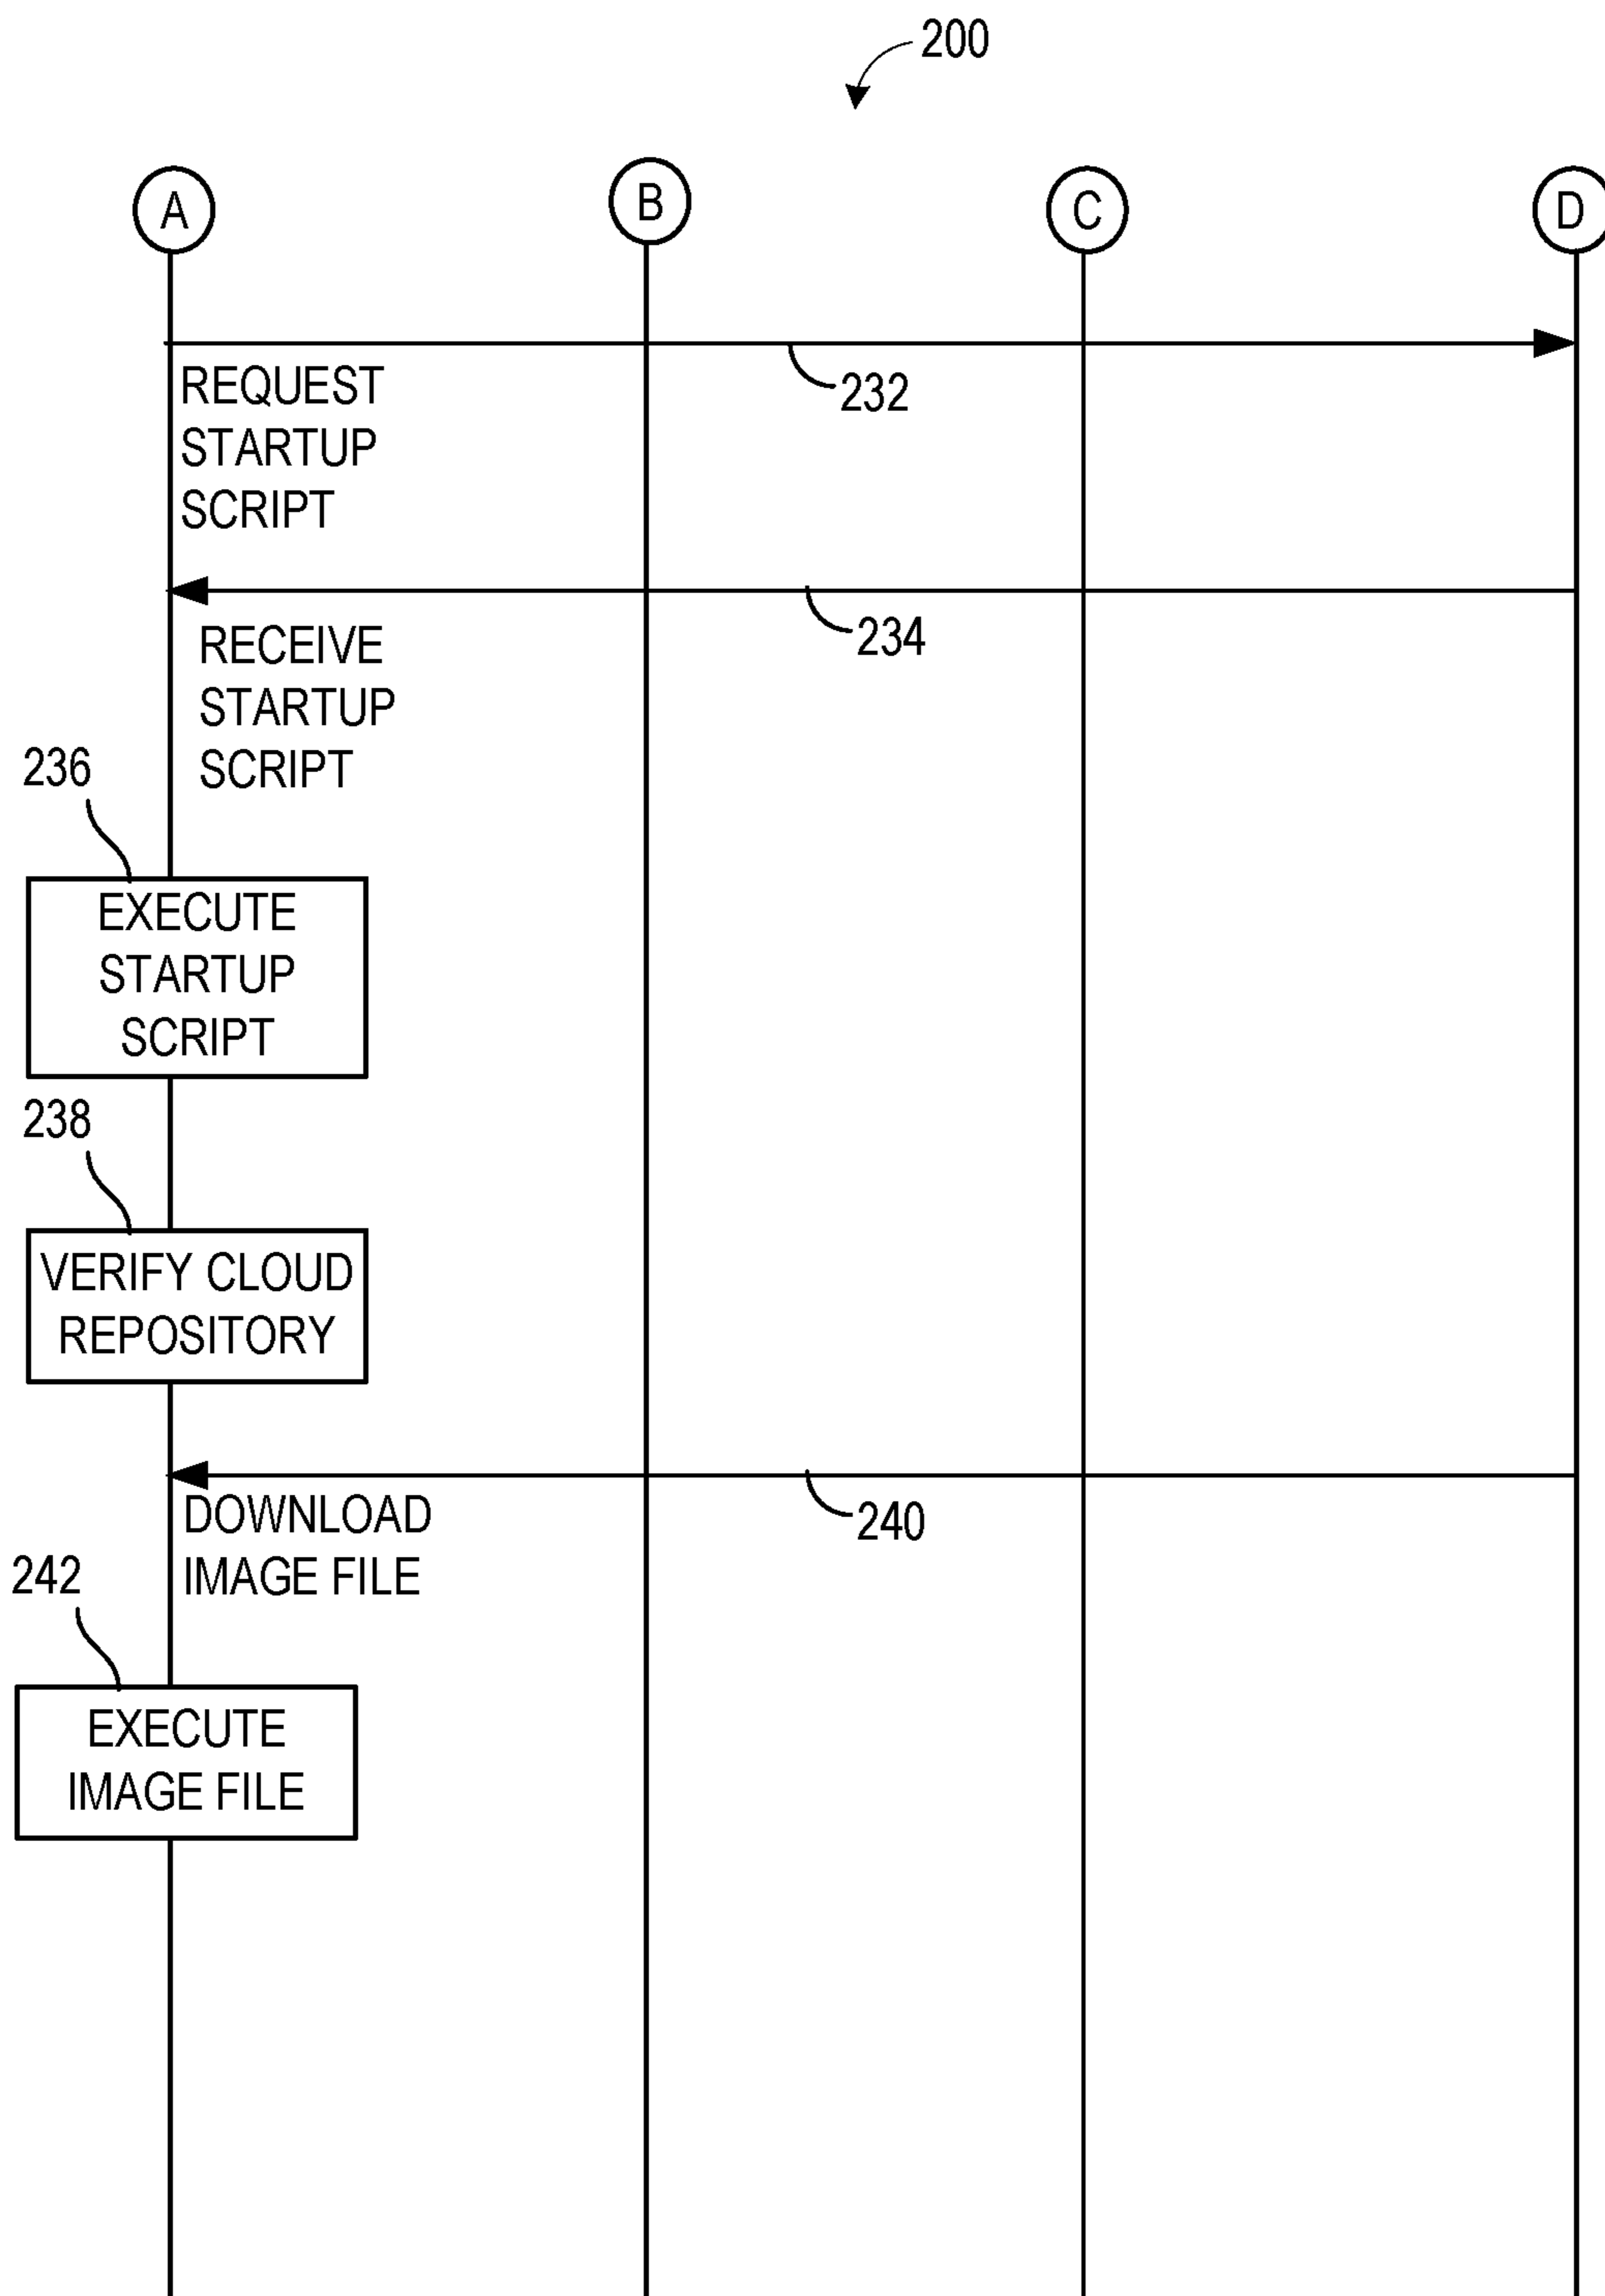 200
A
B
C
D
REQUEST
STARTUP
SCRIPT
232
RECEIVE
STARTUP
SCRIPT
234
236
EXECUTE
STARTUP
SCRIPT
238
VERIFY CLOUD
REPOSITORY
DOWNLOAD
IMAGE FILE
240
242
EXECUTE
IMAGE FILE